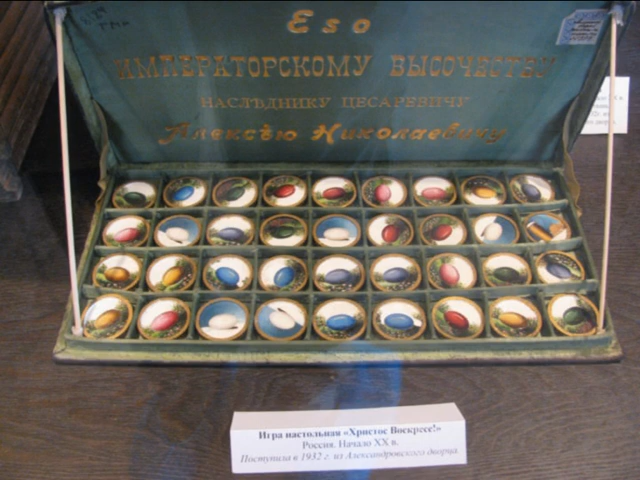 Его
ИМПЕРАТОРСКОМУ ВЫСОЧЕСТВУ
НАСЛѢДНИКУ ЦЕСАРЕВИЧУ
Алексѣю Николаевичу
Игра настольная «Христос Воскресе!»
Россия. Начало XX в.
Поступила в 1932 г. из Александровского дворца.